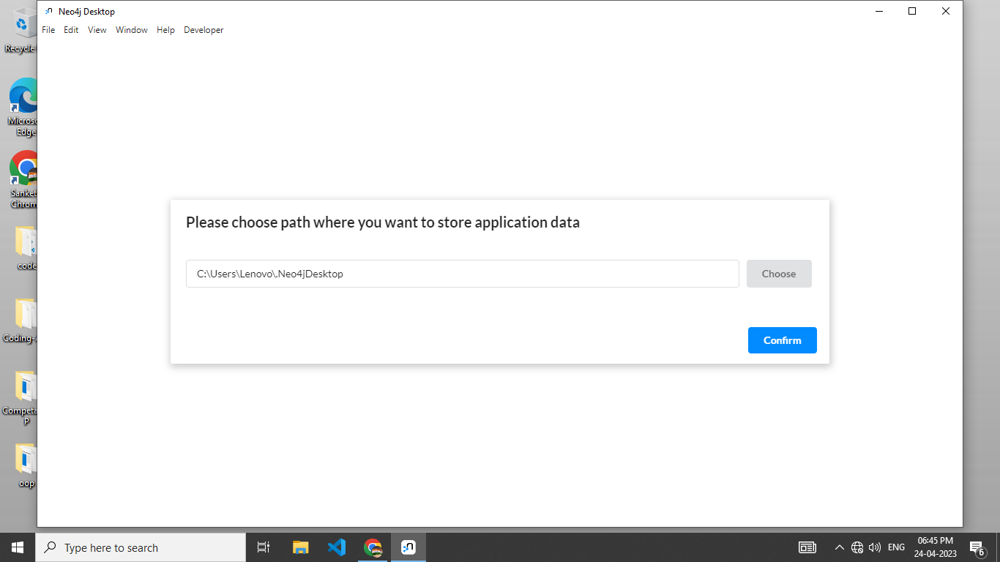 Neo4j Desktop
File Edit View Window Help Developer
Recycle
Microso
Edge
Sanket
Chrom
code
Coding-
Competa
P
oop
Please choose path where you want to store application data
C:\Users\Lenovo\.Neo4jDesktop
Choose
Confirm
Type here to search
ENG
06:45 PM
24-04-2023
6